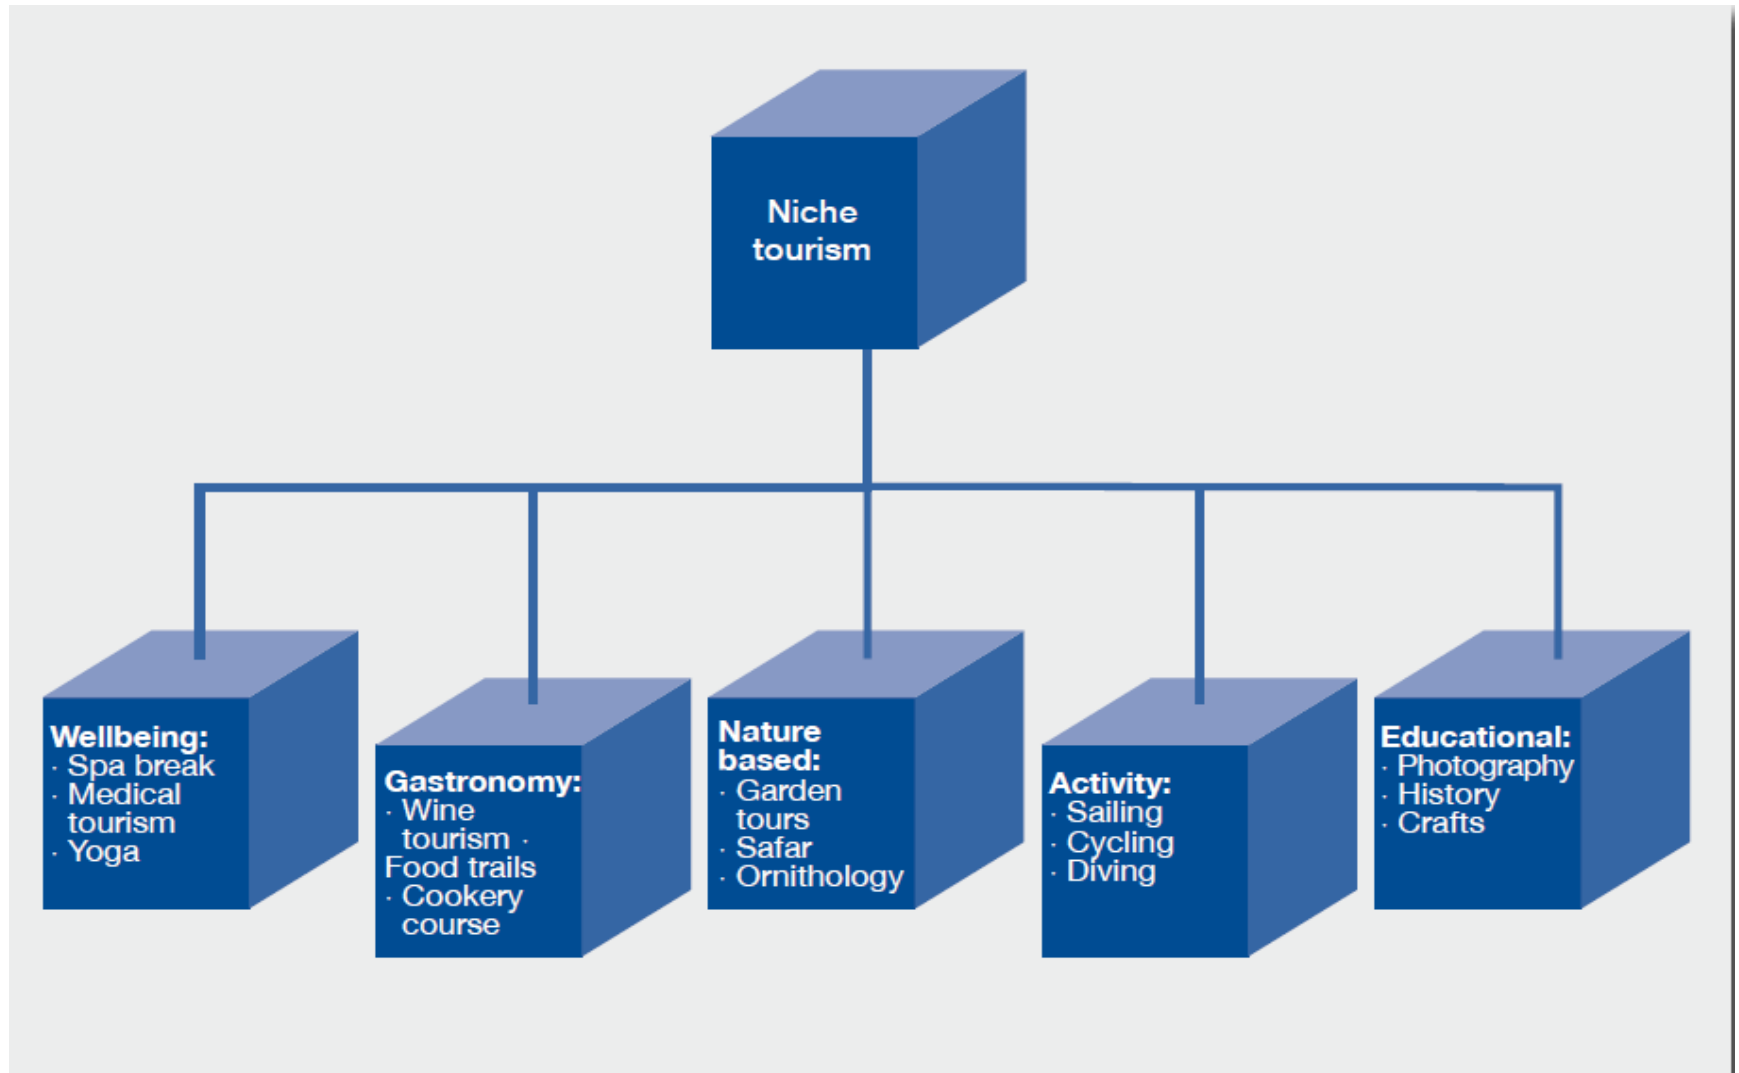 Niche
tourism
Wellbeing:
· Spa break
· Medical
tourism
· Yoga
Gastronomy:
· Wine
tourism ·
Food trails
· Cookery
course
Nature
based:
· Garden
tours
· Safar
· Ornithology
Activity:
· Sailing
· Cycling
· Diving
Educational:
· Photography
· History
· Crafts